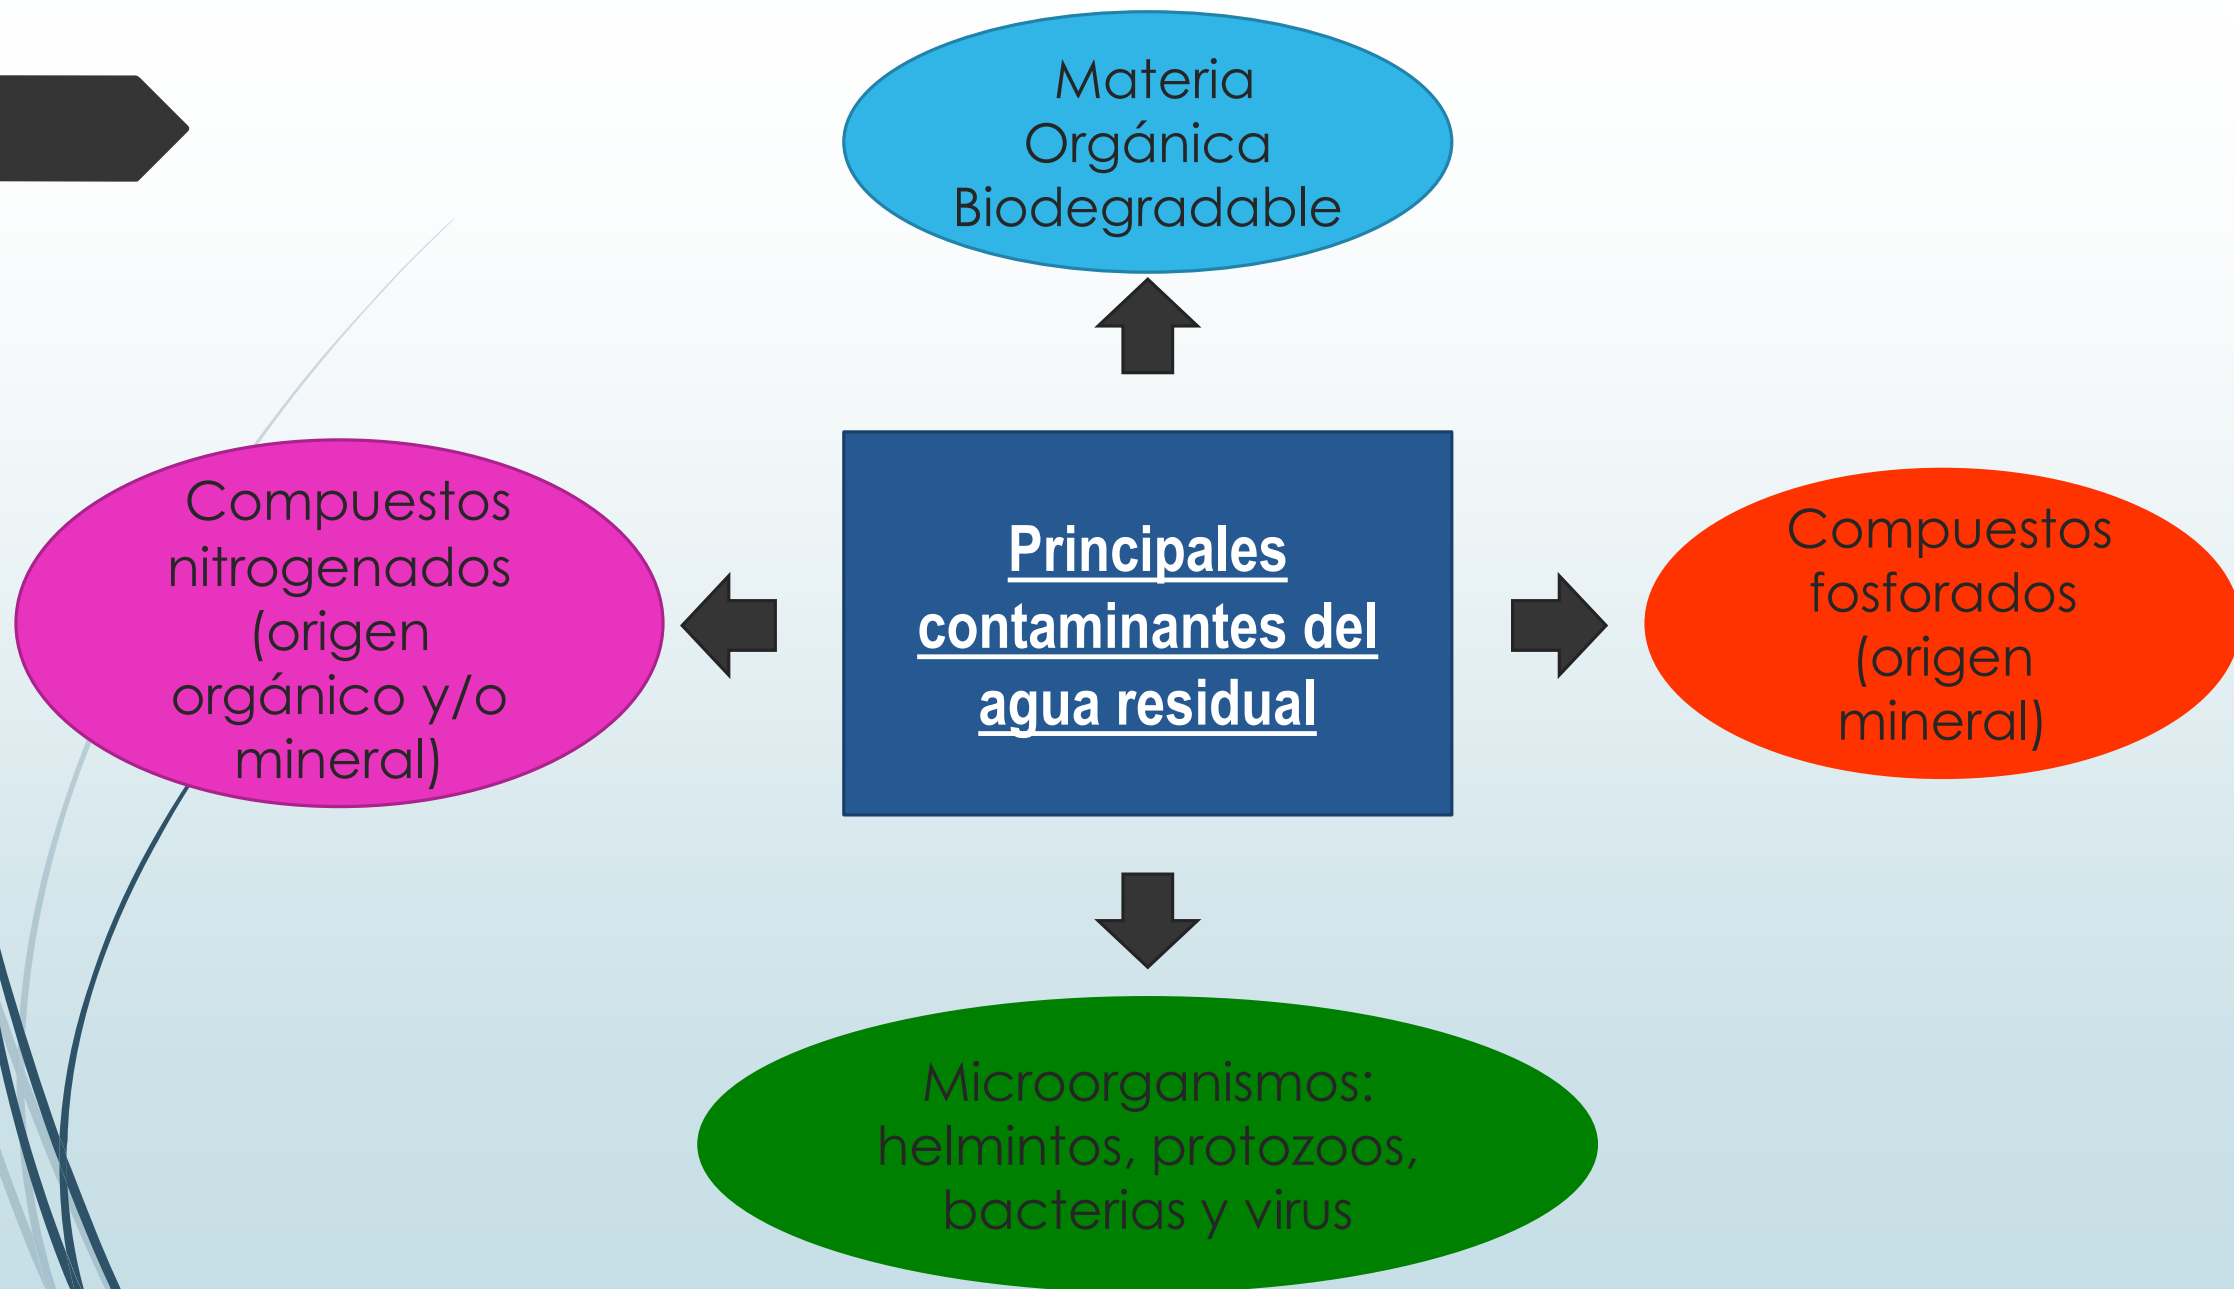 Materia
Orgánica
Biodegradable
Compuestos
nitrogenados
(origen
orgánico y/o
mineral)
Principales
contaminantes del
agua residual
Compuestos
fosforados
(origen
mineral)
Microorganismos:
helmintos, protozoos,
bacterias y virus